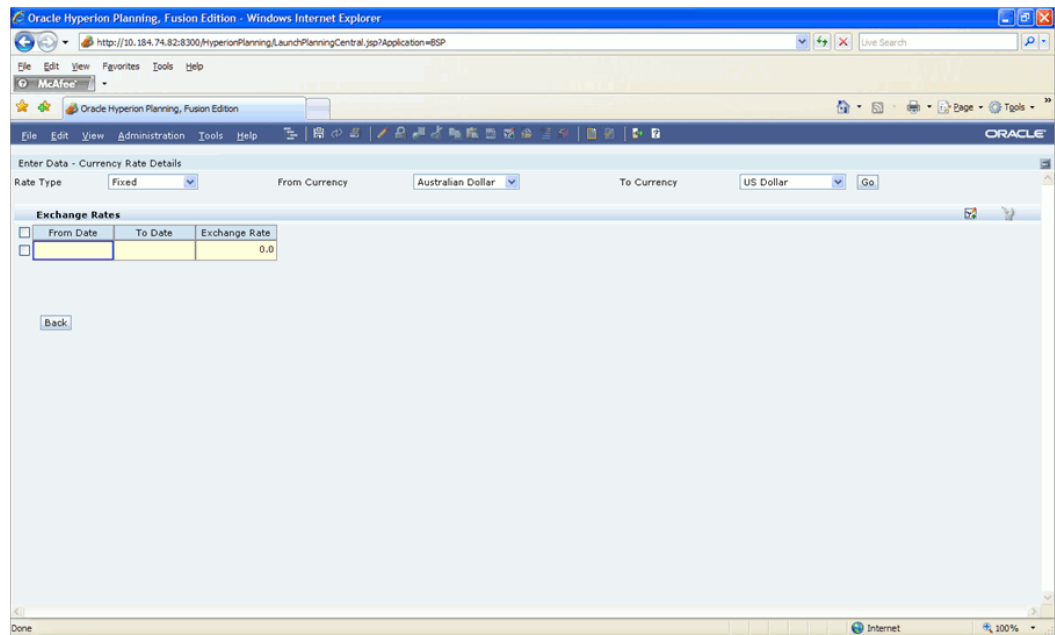 Oracle Hyperion Planning, Fusion Edition - Windows Internet Explorer
http://10.184.74.82:8300/HyperionPlanning/LaunchPlanningCentral.jsp?Application=BSP
Live Search
File Edit View Favorites Tools Help
McAfee
Oracle Hyperion Planning, Fusion Edition
Page Tools
File Edit View Administration Tools Help
ORACLE
Enter Data - Currency Rate Details
Rate Type Fixed From Currency Australian Dollar To Currency US Dollar Go
Exchange Rates
From Date To Date Exchange Rate
0.0
Back
Done Internet 100%